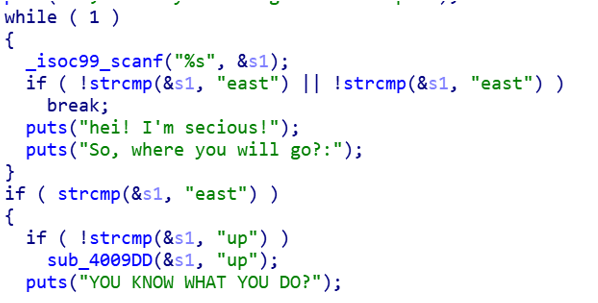 while ( 1 )
{
_isoc99_scanf("%s", &s1);
if ( !strcmp(&s1, "east") || !strcmp(&s1, "east") )
break;
puts("hei! I'm secious!");
puts("So, where you will go?:");
}
if ( strcmp(&s1, "east") )
{
if ( !strcmp(&s1, "up") )
sub_4009DD(&s1, "up");
puts("YOU KNOW WHAT YOU DO?");